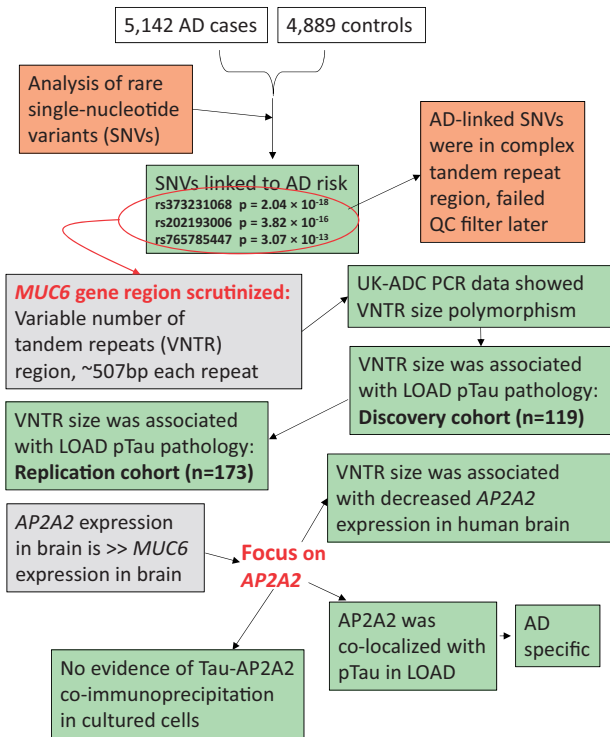 5,142 AD cases
4,889 controls
Analysis of rare
single-nucleotide
variants (SNVs)
AD-linked SNVs
were in complex
tandem repeat
region, failed
QC filter later
SNVs linked to AD risk
rs373231068 p = 2.04 × 10⁻¹⁸
rs202193006 p = 3.82 × 10⁻¹⁶
rs765785447 p = 3.07 × 10⁻¹³
MUC6 gene region scrutinized:
Variable number of
tandem repeats (VNTR)
region, ~507bp each repeat
UK-ADC PCR data showed
VNTR size polymorphism
VNTR size was associated
with LOAD pTau pathology:
Discovery cohort (n=119)
VNTR size was associated
with LOAD pTau pathology:
Replication cohort (n=173)
VNTR size was associated
with decreased AP2A2
expression in human brain
AP2A2 expression
in brain is >> MUC6
expression in brain
Focus on
AP2A2
AP2A2 was
co-localized with
pTau in LOAD
AD
specific
No evidence of Tau-AP2A2
co-immunoprecipitation
in cultured cells